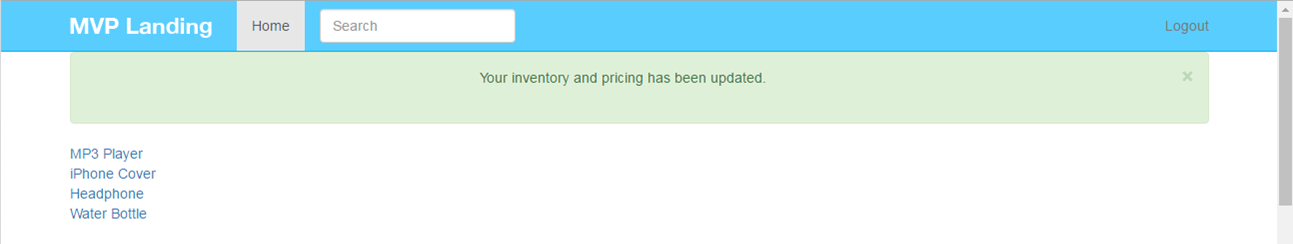 MVP Landing Home Search Logout
Your inventory and pricing has been updated. ×
MP3 Player
iPhone Cover
Headphone
Water Bottle